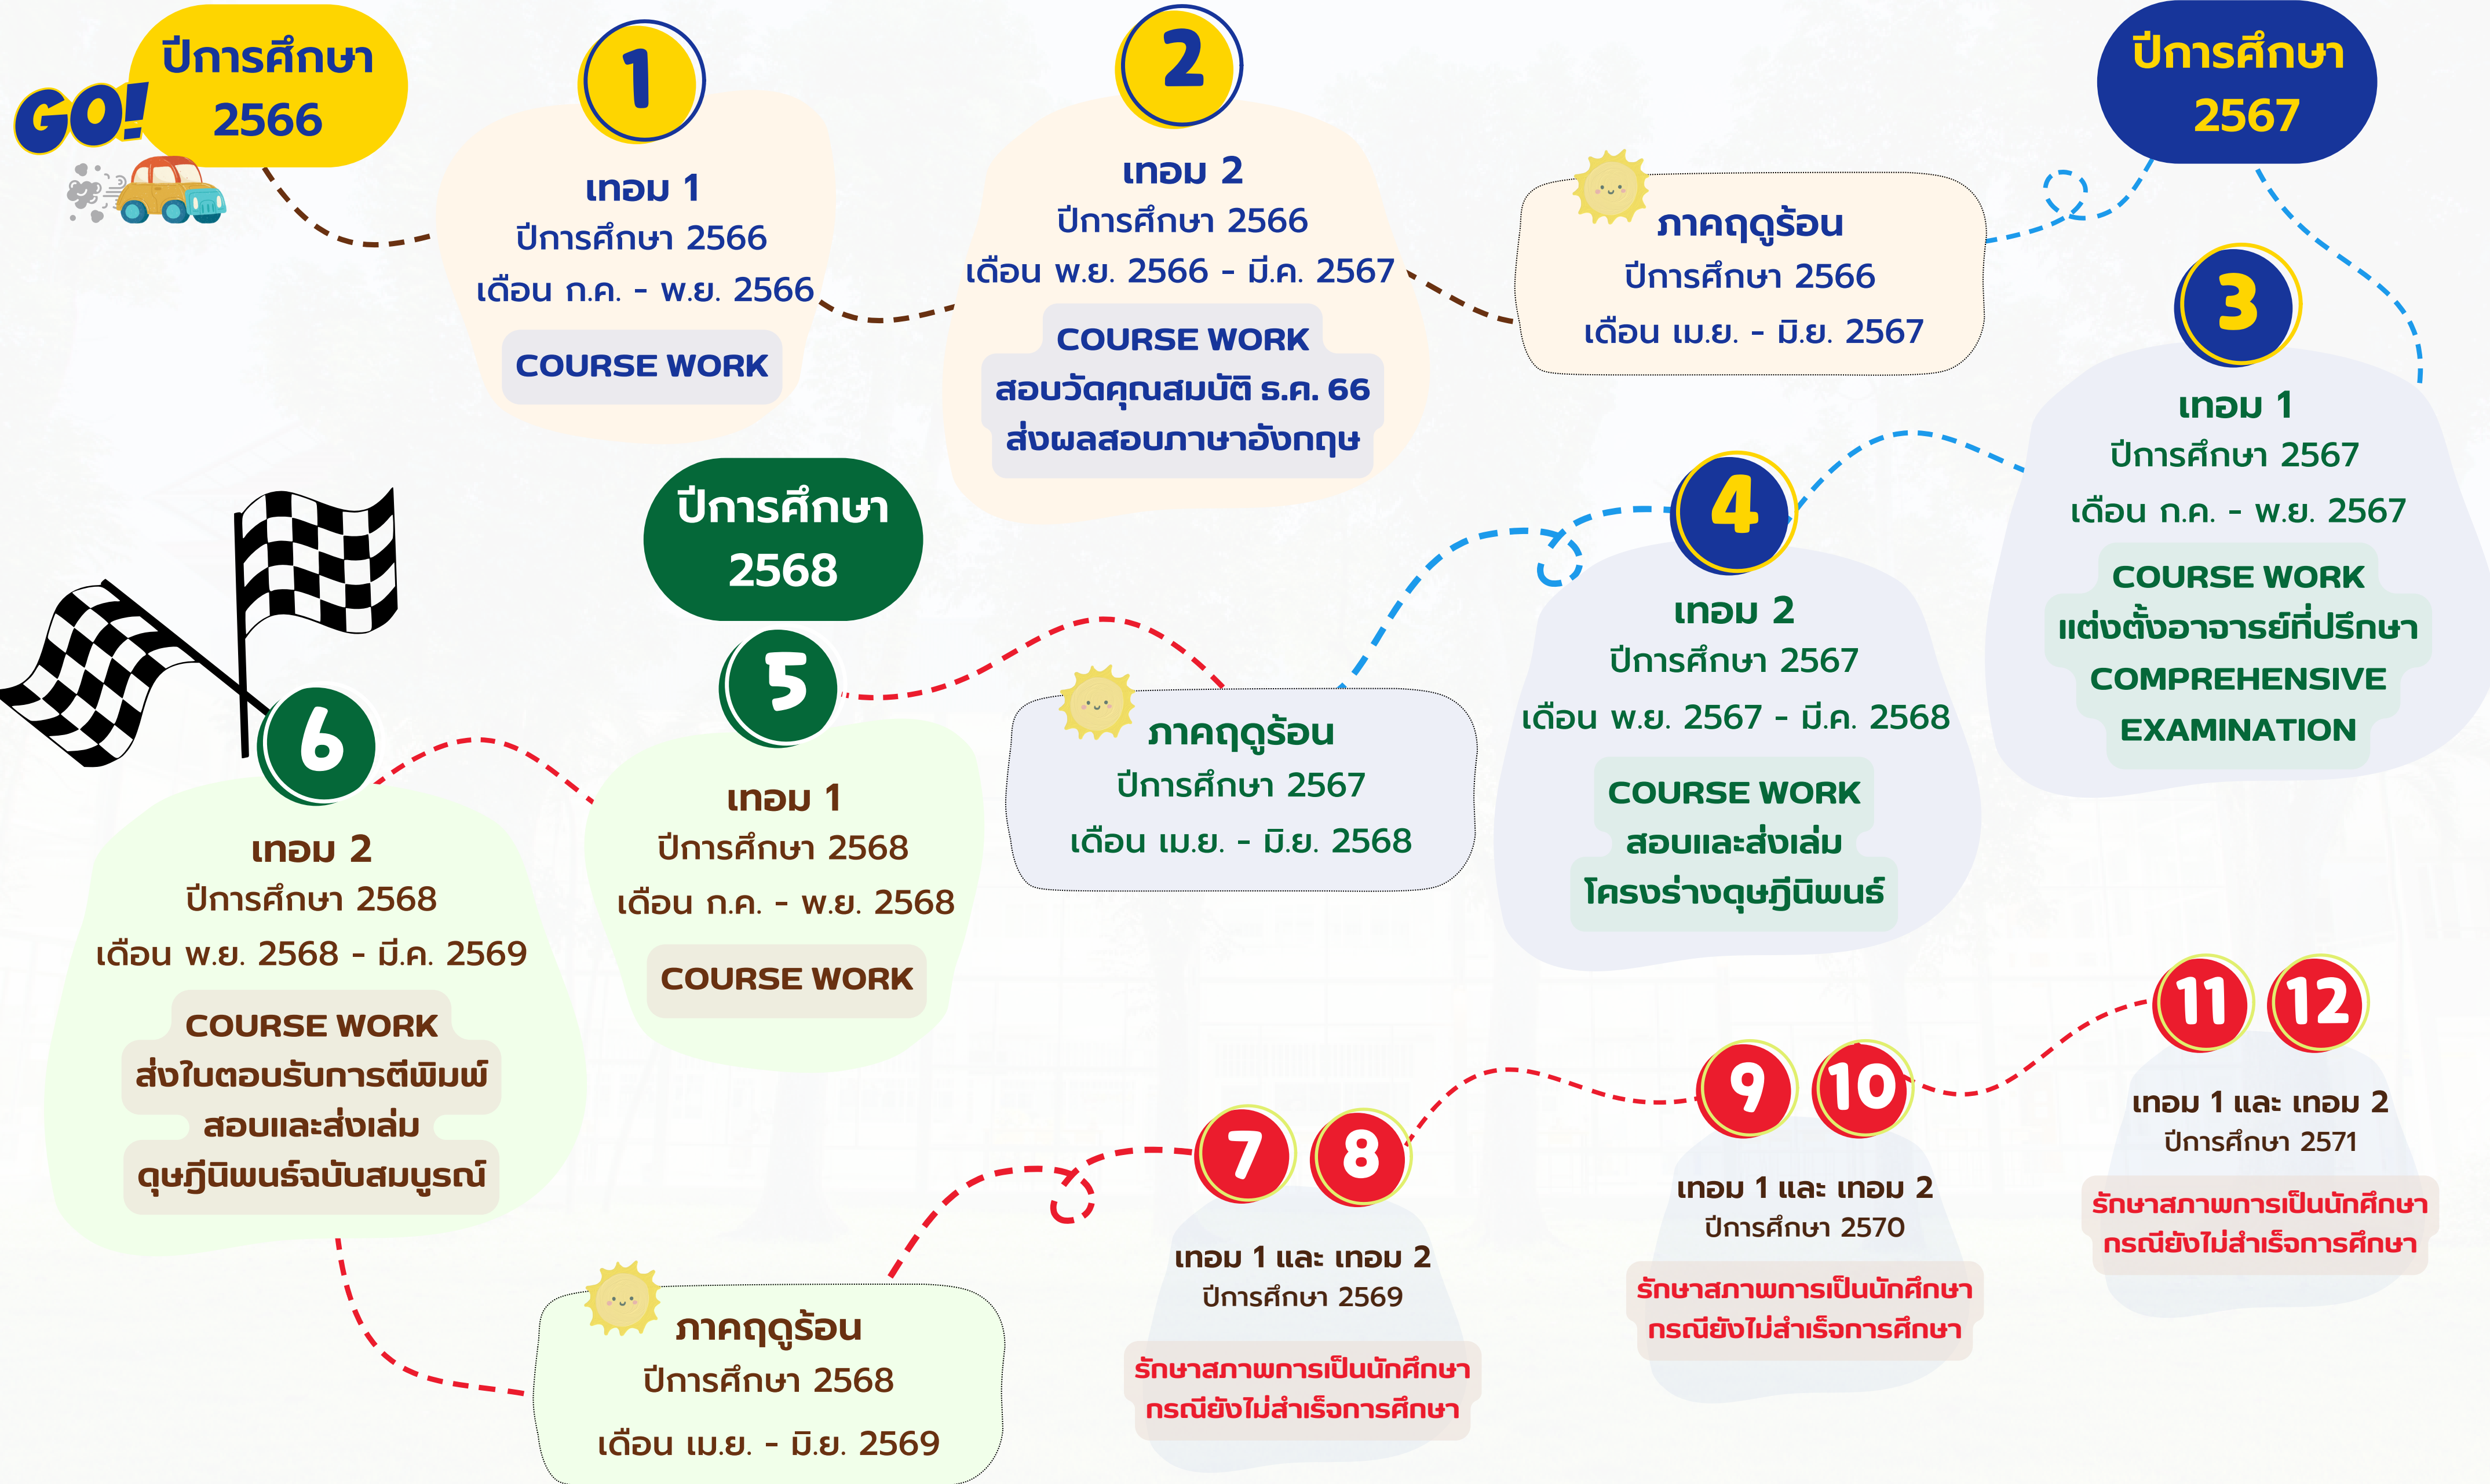 GO!
ปีการศึกษา
2566
1
เทอม 1
ปีการศึกษา 2566
เดือน ก.ค. - พ.ย. 2566
COURSE WORK
2
เทอม 2
ปีการศึกษา 2566
เดือน พ.ย. 2566 - มี.ค. 2567
COURSE WORK
สอบวัดคุณสมบัติ ธ.ค. 66
ส่งผลสอบภาษาอังกฤษ
ภาคฤดูร้อน
ปีการศึกษา 2566
เดือน เม.ย. - มิ.ย. 2567
ปีการศึกษา
2567
3
เทอม 1
ปีการศึกษา 2567
เดือน ก.ค. - พ.ย. 2567
COURSE WORK
แต่งตั้งอาจารย์ที่ปรึกษา
COMPREHENSIVE
EXAMINATION
4
เทอม 2
ปีการศึกษา 2567
เดือน พ.ย. 2567 - มี.ค. 2568
COURSE WORK
สอบและส่งเล่ม
โครงร่างดุษฎีนิพนธ์
ภาคฤดูร้อน
ปีการศึกษา 2567
เดือน เม.ย. - มิ.ย. 2568
ปีการศึกษา
2568
5
เทอม 1
ปีการศึกษา 2568
เดือน ก.ค. - พ.ย. 2568
COURSE WORK
6
เทอม 2
ปีการศึกษา 2568
เดือน พ.ย. 2568 - มี.ค. 2569
COURSE WORK
ส่งใบตอบรับการตีพิมพ์
สอบและส่งเล่ม
ดุษฎีนิพนธ์ฉบับสมบูรณ์
ภาคฤดูร้อน
ปีการศึกษา 2568
เดือน เม.ย. - มิ.ย. 2569
7 8
เทอม 1 และ เทอม 2
ปีการศึกษา 2569
รักษาสภาพการเป็นนักศึกษา
กรณียังไม่สำเร็จการศึกษา
9 10
เทอม 1 และ เทอม 2
ปีการศึกษา 2570
รักษาสภาพการเป็นนักศึกษา
กรณียังไม่สำเร็จการศึกษา
11 12
เทอม 1 และ เทอม 2
ปีการศึกษา 2571
รักษาสภาพการเป็นนักศึกษา
กรณียังไม่สำเร็จการศึกษา